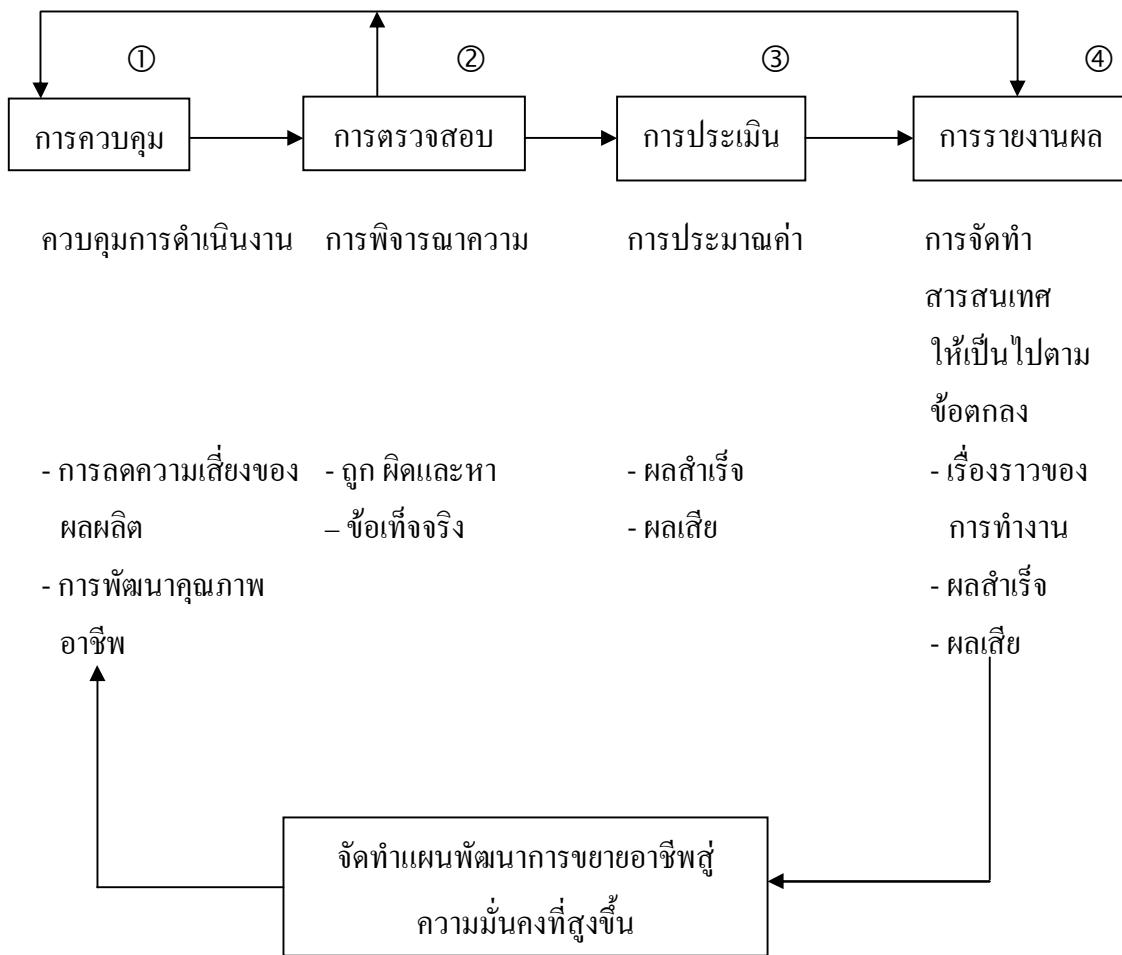 ① ② ③ ④
การควบคุม การตรวจสอบ การประเมิน การรายงานผล
ควบคุมการดำเนินงาน การพิจารณาความ การประมาณค่า การจัดทำ
สารสนเทศ
ให้เป็นไปตาม
ข้อตกลง
- การลดความเสี่ยงของ - ถูก ผิดและหา - ผลสำเร็จ - เรื่องราวของ
ผลผลิต – ข้อเท็จจริง - ผลเสีย การทำงาน
- การพัฒนาคุณภาพ - ผลสำเร็จ
อาชีพ - ผลเสีย
จัดทำแผนพัฒนาการขยายอาชีพสู่
ความมั่นคงที่สูงขึ้น